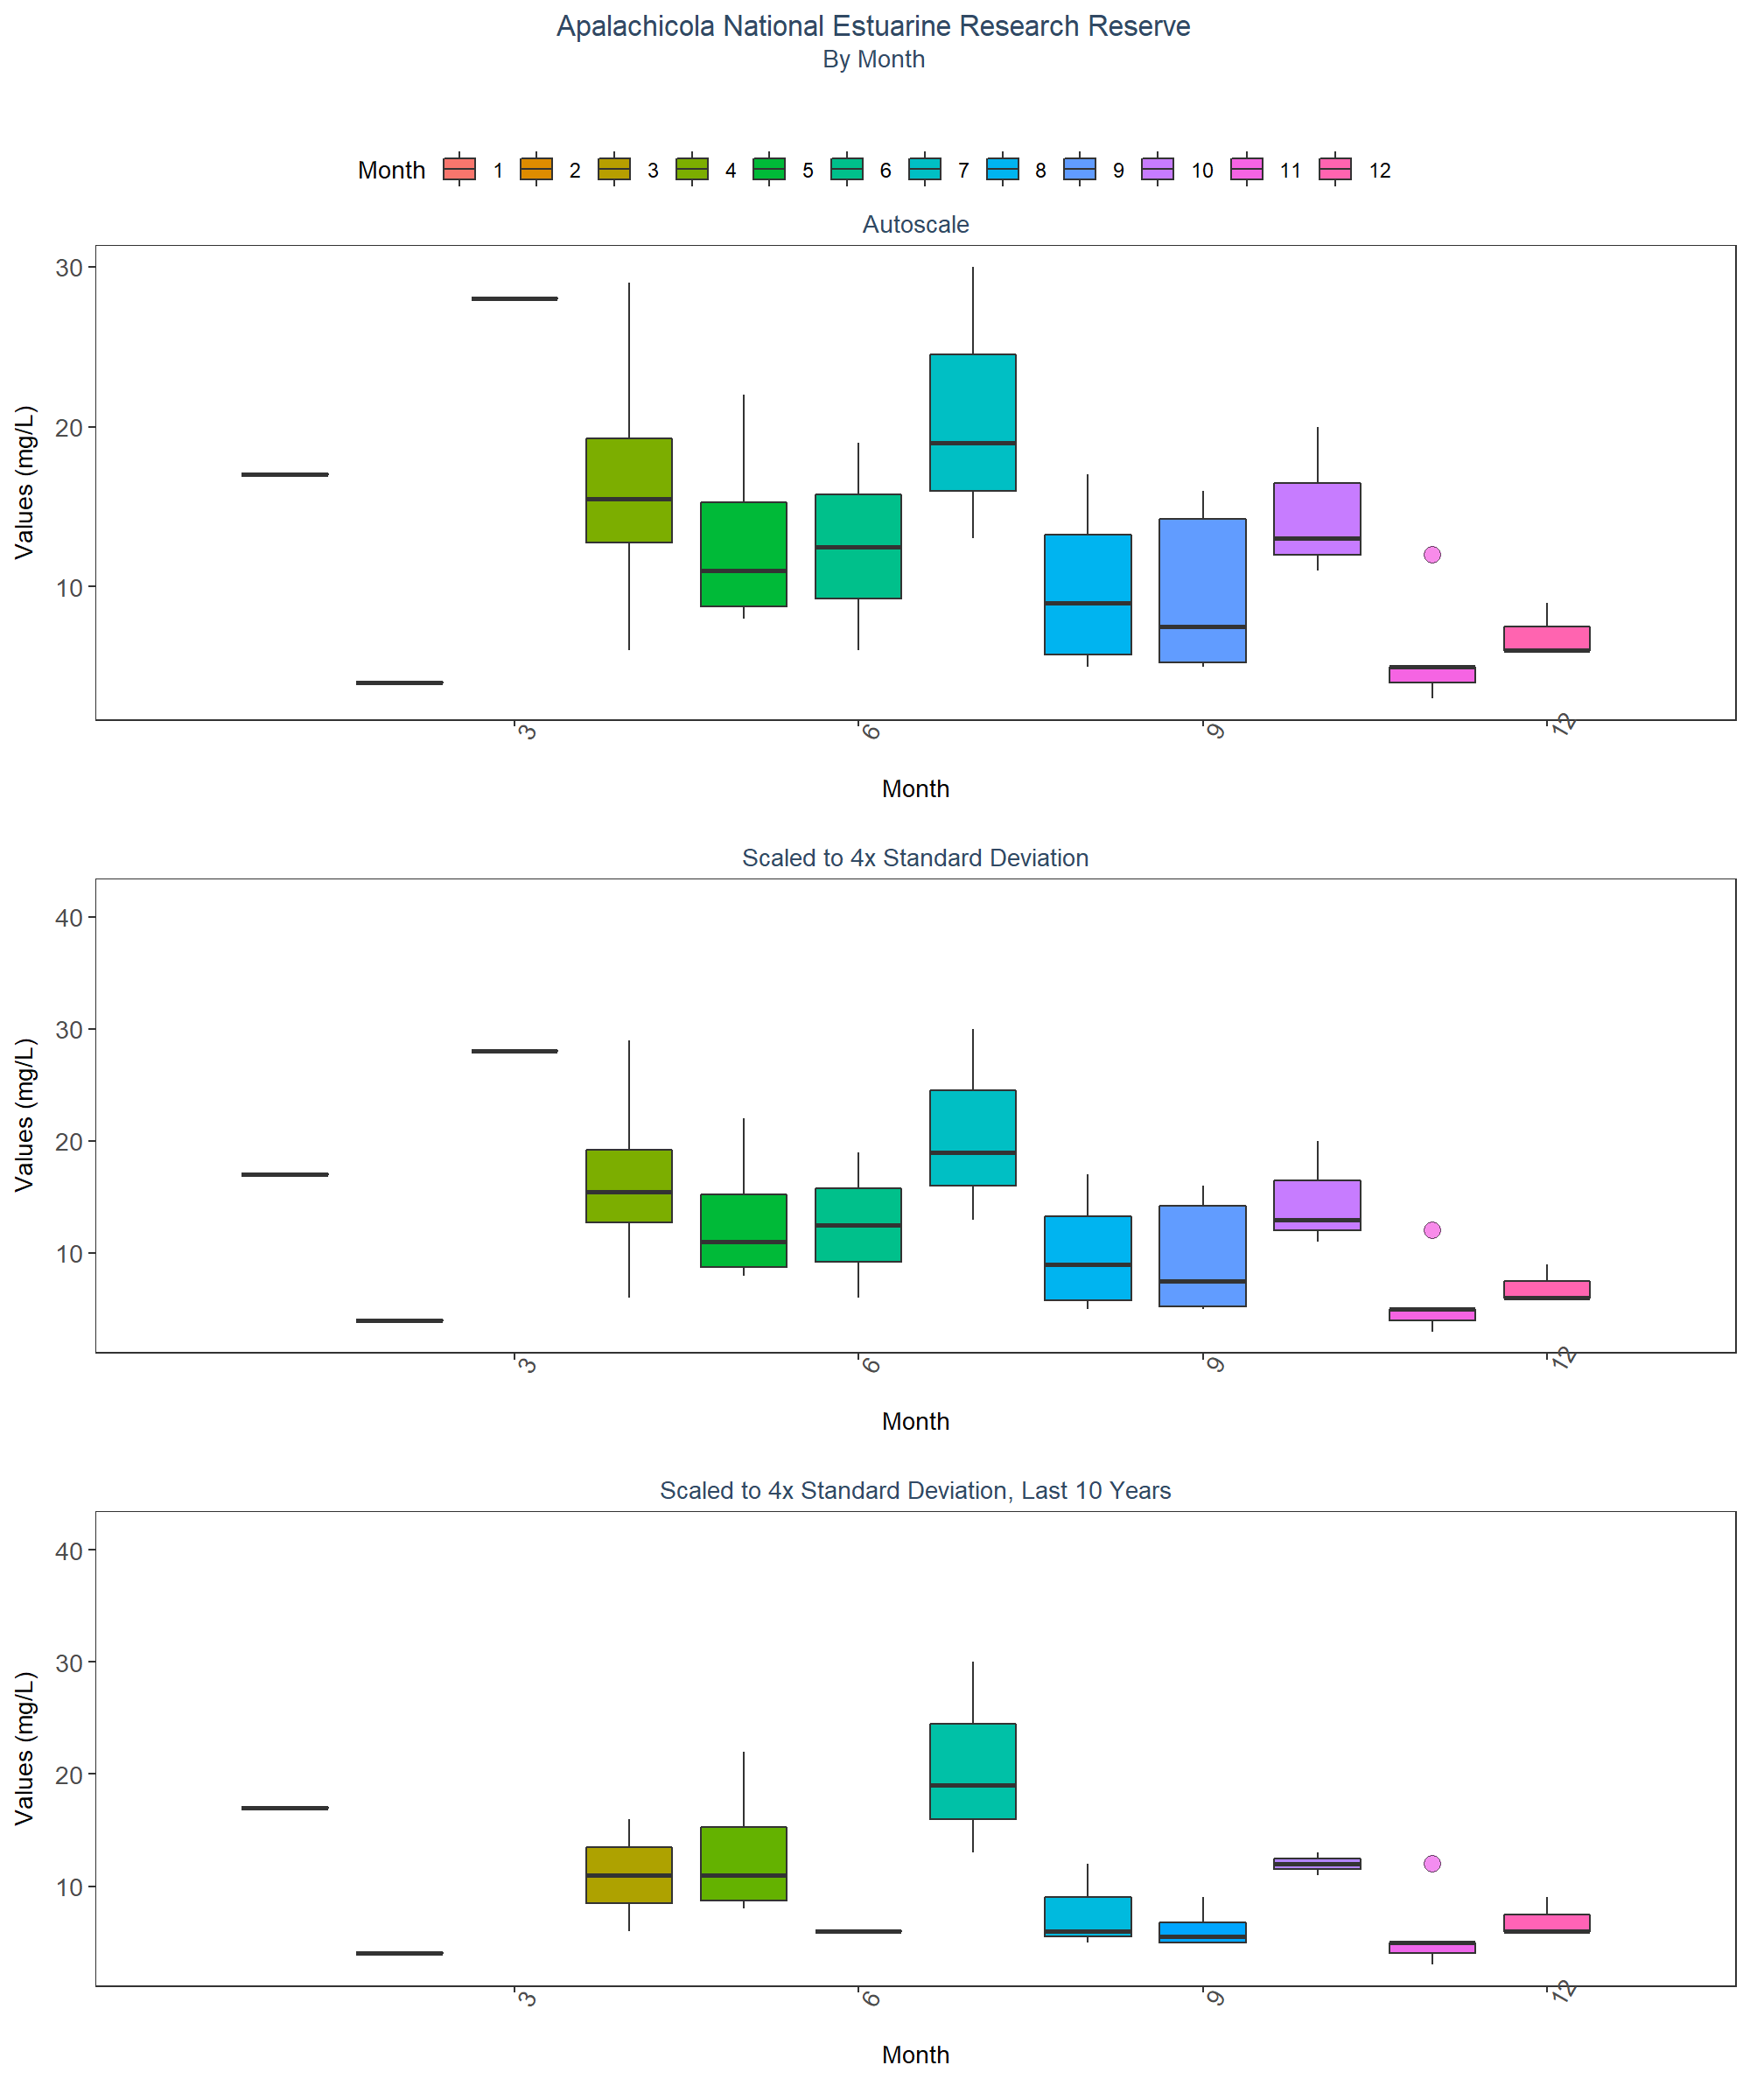 Apalachicola National Estuarine Research Reserve
By Month
Month 1 2 3 4 5 6 7 8 9 10 11 12
Autoscale
Values (mg/L)
30
20
10
3 6 9 12
Month
Scaled to 4x Standard Deviation
Values (mg/L)
40
30
20
10
3 6 9 12
Month
Scaled to 4x Standard Deviation, Last 10 Years
Values (mg/L)
40
30
20
10
3 6 9 12
Month